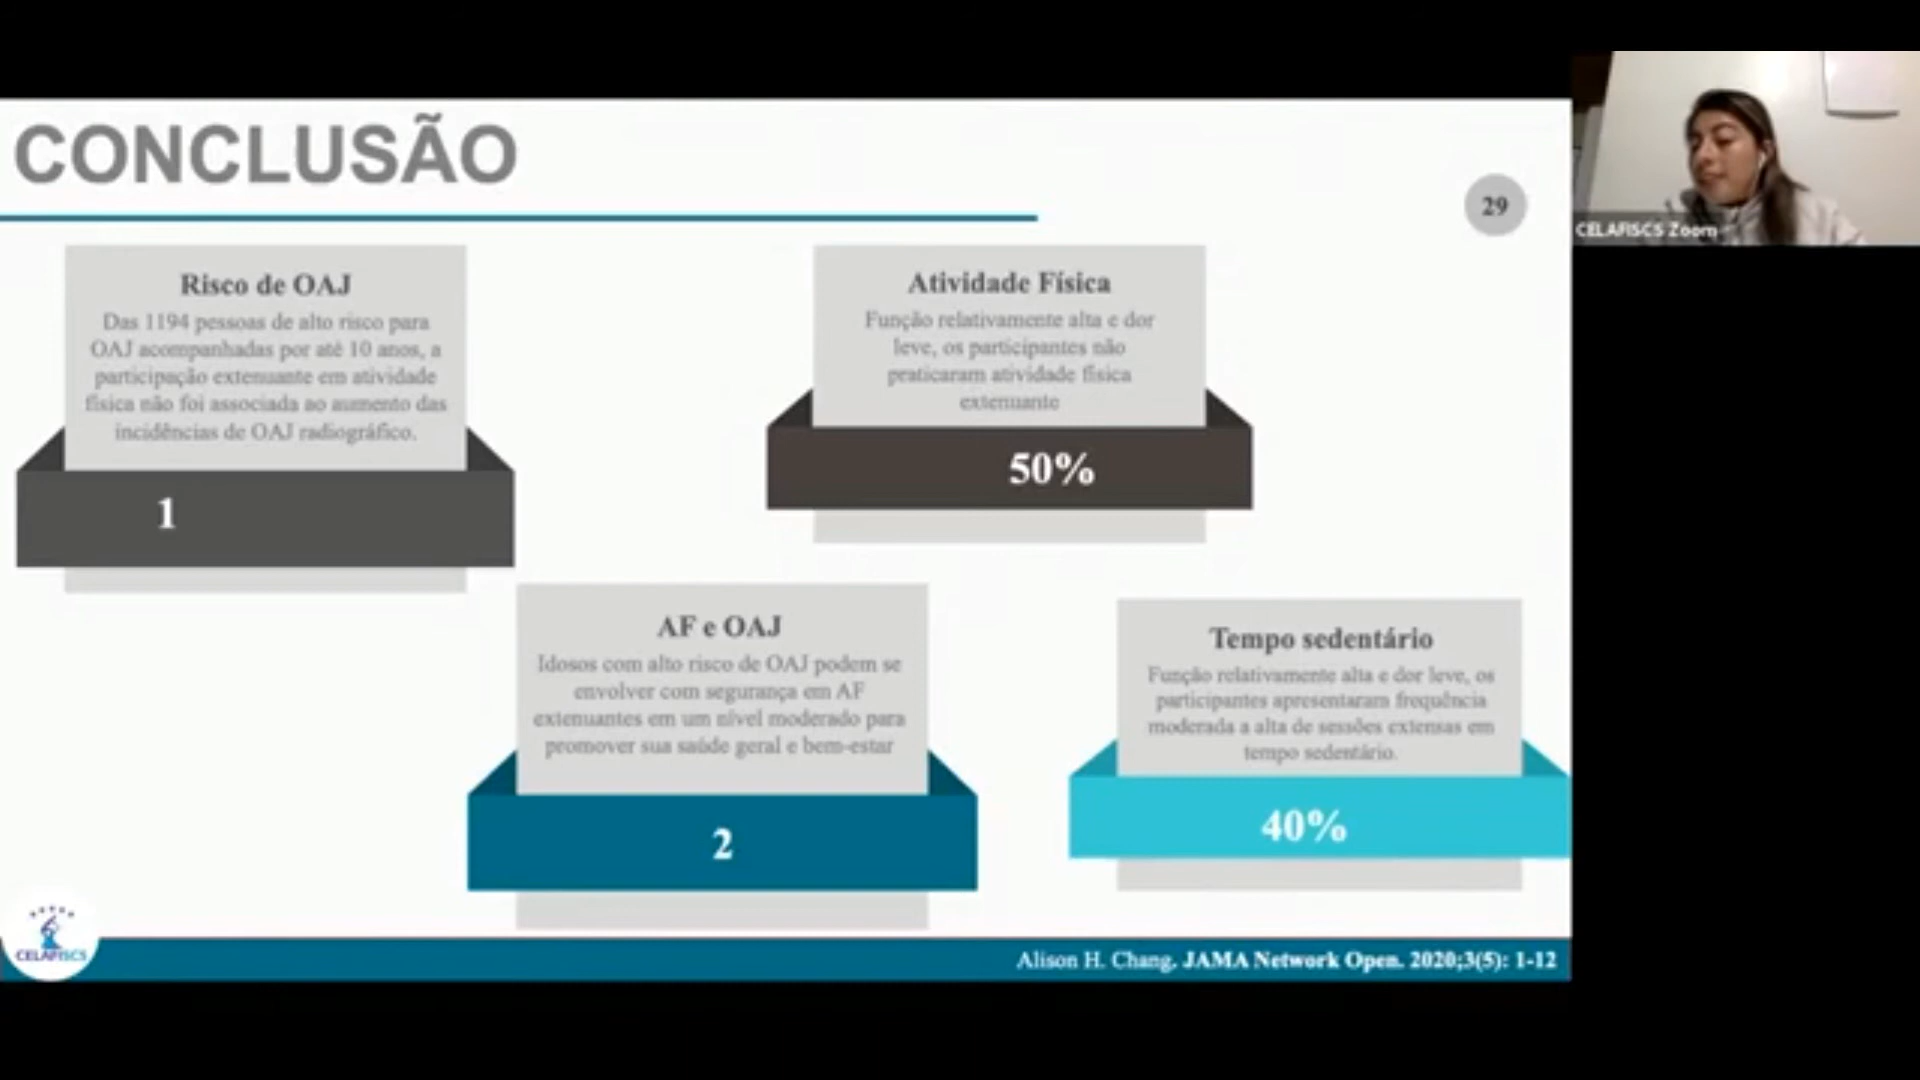 CONCLUSÃO
29
CELAFISCS Zoom
Risco de OAJ
Das 1194 pessoas de alto risco para
OAJ acompanhadas por até 10 anos, a
participação extenuante em atividade
física não foi associada ao aumento das
incidências de OAJ radiográfico.
1
Atividade Física
Função relativamente alta e dor
leve, os participantes não
praticaram atividade física
extenuante
50%
AF e OAJ
Idosos com alto risco de OAJ podem se
envolver com segurança em AF
extenuantes em um nível moderado para
promover sua saúde geral e bem-estar
2
Tempo sedentário
Função relativamente alta e dor leve, os
participantes apresentaram frequência
moderada a alta de sessões extensas em
tempo sedentário.
40%
CELAFISCS
Alison H. Chang. JAMA Network Open. 2020;3(5): 1-12